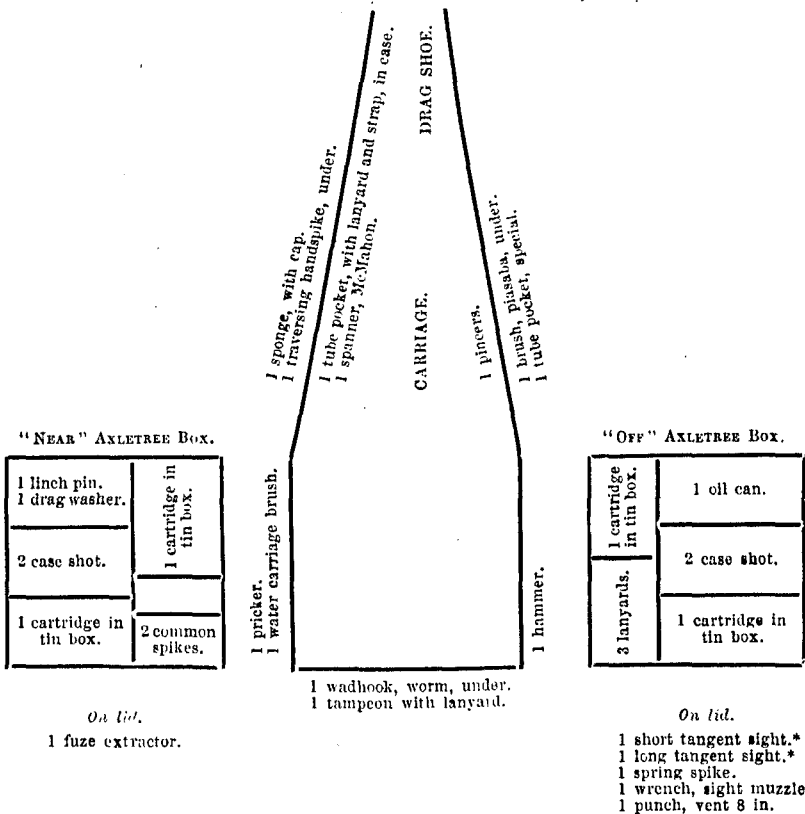 DRAG SHOE.
1 sponge, with cap.
1 traversing handspike, under.
1 tube pocket, with lanyard and strap, in case.
1 spanner, McMahon.
CARRIAGE.
1 pincers.
1 brush, piasaba, under.
1 tube pocket, special.
"NEAR" AXLETREE BOX.
1 linch pin.
1 drag washer.
2 case shot.
1 cartridge in
tin box.
1 cartridge in
tin box.
2 common
spikes.
On lid.
1 fuze extractor.
1 pricker.
1 water carriage brush.
1 hammer.
1 wadhook, worm, under.
1 tampeon with lanyard.
"OFF" AXLETREE BOX.
1 cartridge
in tin box.
3 lanyards.
1 oil can.
2 case shot.
1 cartridge in
tin box.
On lid.
1 short tangent sight.*
1 long tangent sight.*
1 spring spike.
1 wrench, sight muzzle
1 punch, vent 8 in.